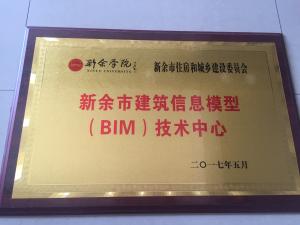 新余学院 新余市住房和城乡建设委员会
XINYU UNIVERSITY
新余市建筑信息模型
（BIM）技术中心
二〇一七年五月